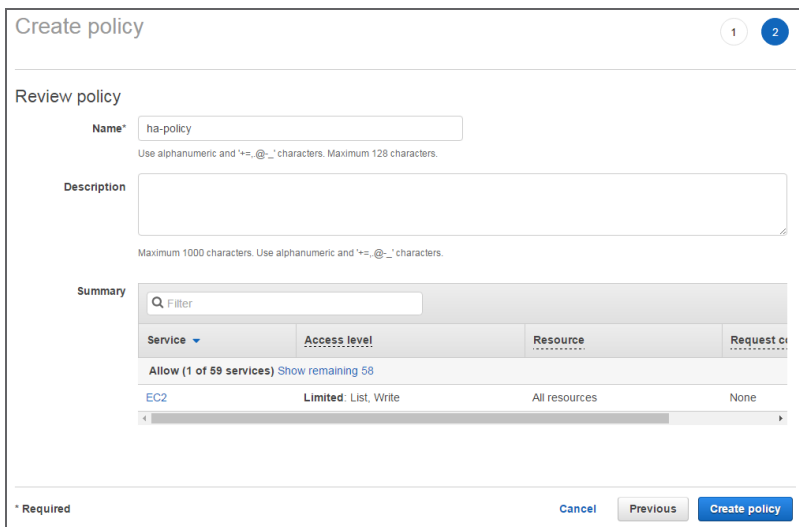 Create policy
1
2
Review policy
Name*
ha-policy
Use alphanumeric and '+=,.@-_' characters. Maximum 128 characters.
Description
Maximum 1000 characters. Use alphanumeric and '+=,.@-_' characters.
Summary
Filter
Service Access level Resource Request co
Allow (1 of 59 services) Show remaining 58
EC2 Limited: List, Write All resources None
* Required Cancel Previous Create policy